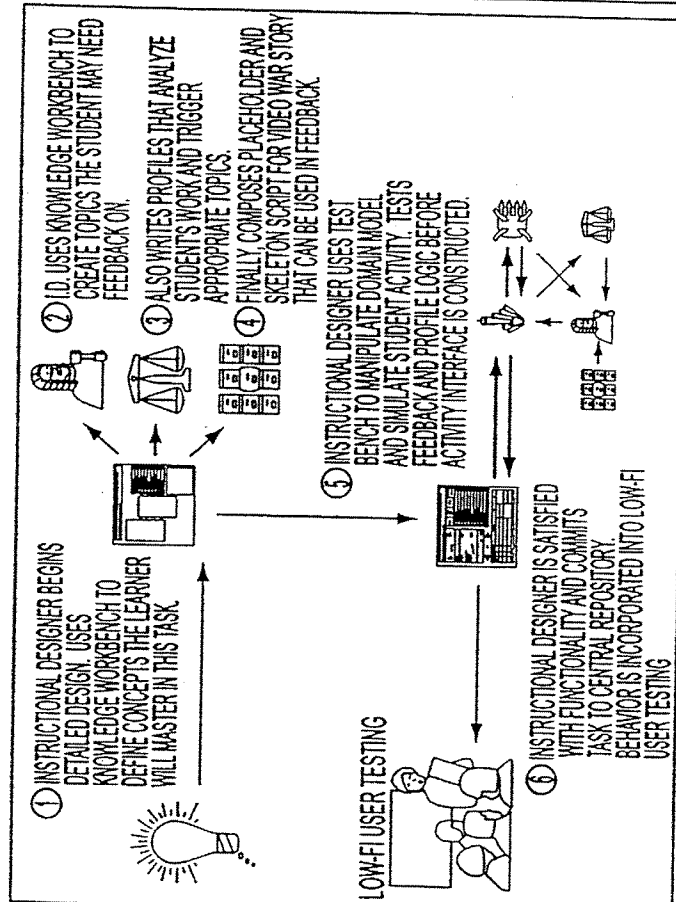 ① INSTRUCTIONAL DESIGNER BEGINS
DETAILED DESIGN. USES
KNOWLEDGE WORKBENCH TO
DEFINE CONCEPTS THE LEARNER
WILL MASTER IN THIS TASK.
② I.D. USES KNOWLEDGE WORKBENCH TO
CREATE TOPICS THE STUDENT MAY NEED
FEEDBACK ON.
③ ALSO WRITES PROFILES THAT ANALYZE
STUDENT'S WORK AND TRIGGER
APPROPRIATE TOPICS.
④ FINALLY, COMPOSES PLACEHOLDER AND
SKELETON SCRIPT FOR VIDEO WAR STORY
THAT CAN BE USED IN FEEDBACK.
⑤ INSTRUCTIONAL DESIGNER USES TEST
BENCH TO MANIPULATE DOMAIN MODEL
AND SIMULATE STUDENT ACTIVITY. TESTS
FEEDBACK AND PROFILE LOGIC BEFORE
ACTIVITY INTERFACE IS CONSTRUCTED.
LOW-FI USER TESTING
⑥ INSTRUCTIONAL DESIGNER IS SATISFIED
WITH FUNCTIONALITY AND COMMITS
TASK TO CENTRAL REPOSITORY.
BEHAVIOR IS INCORPORATED INTO LOW-FI
USER TESTING